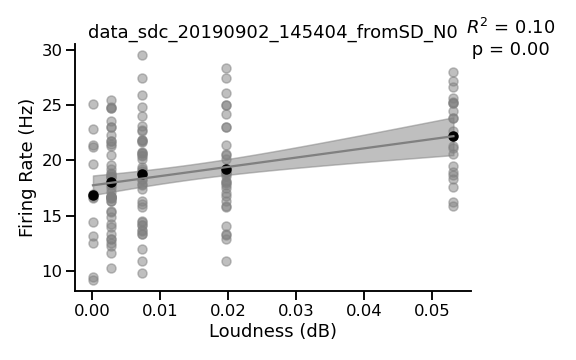 data_sdc_20190902_145404_fromSD_N0
R² = 0.10
p = 0.00
Firing Rate (Hz)
30
25
20
15
10
0.00 0.01 0.02 0.03 0.04 0.05
Loudness (dB)